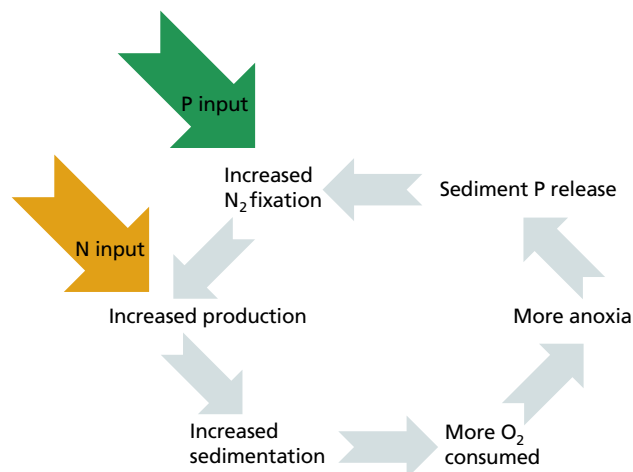 P input
Increased
N₂ fixation
Sediment P release
N input
Increased production
More anoxia
Increased
sedimentation
More O₂
consumed